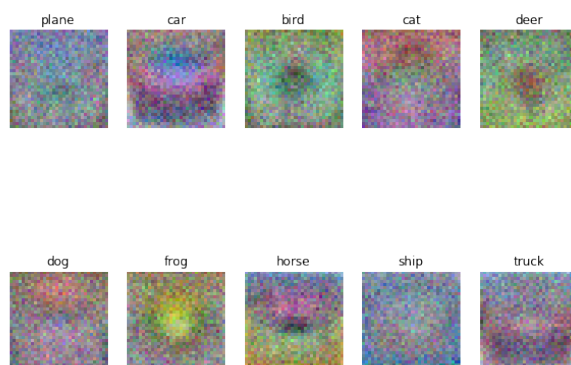 plane car bird cat deer
dog frog horse ship truck